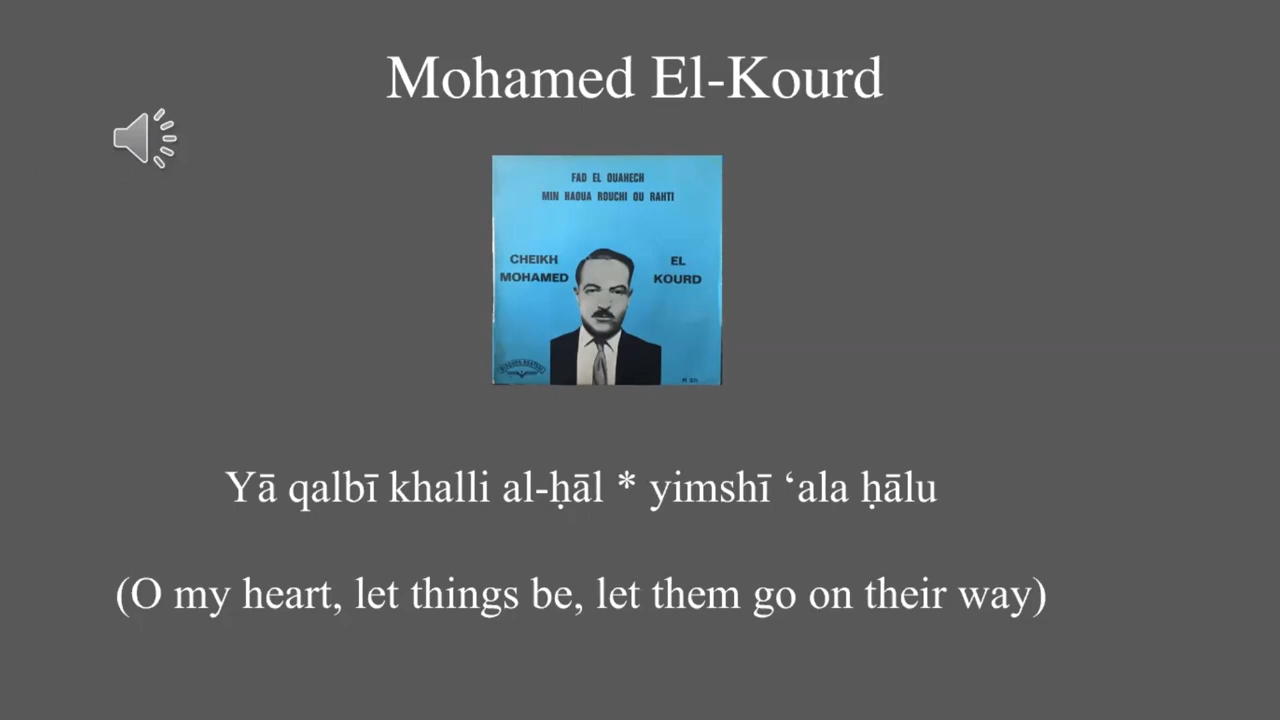 Mohamed El-Kourd
FAD EL OUAHECH
MIN HAOUA ROUCHI OU RAHTI
CHEIKH
MOHAMED
EL
KOURD
Yā qalbī khalli al-ḥāl * yimshī ‘ala ḥālu
(O my heart, let things be, let them go on their way)